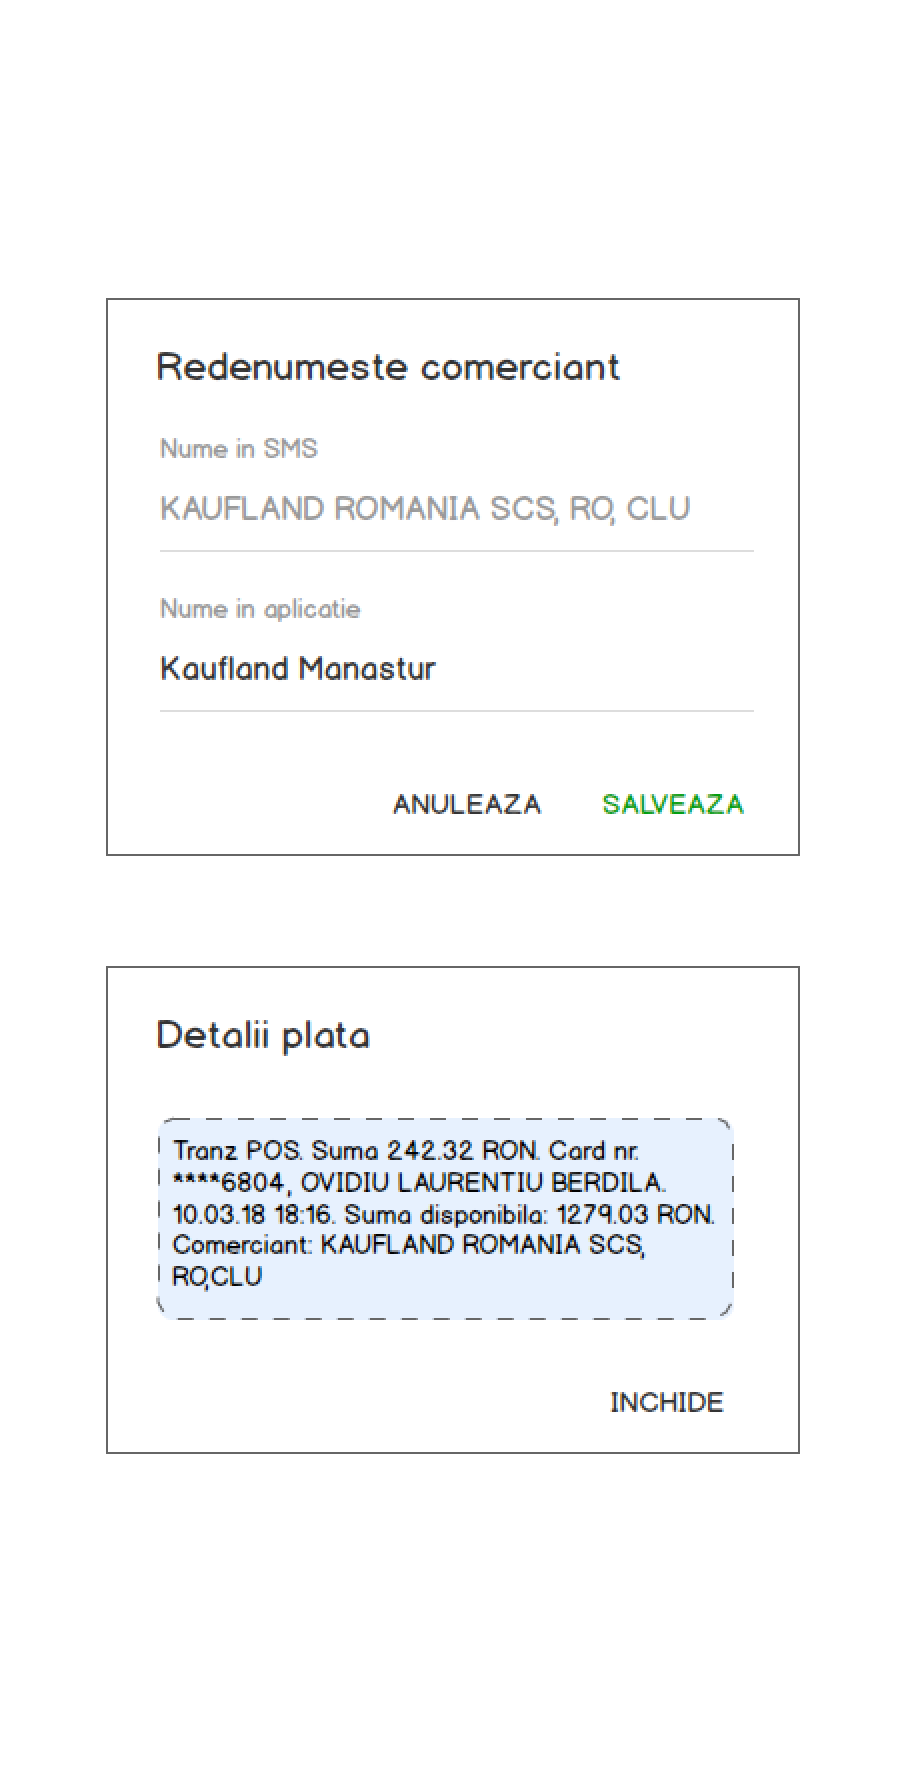 Redenumeste comerciant
Nume in SMS
KAUFLAND ROMANIA SCS, RO, CLU
Nume in aplicatie
Kaufland Manastur
ANULEAZA SALVEAZA
Detalii plata
Tranz POS. Suma 242.32 RON. Card nr.
****6804, OVIDIU LAURENTIU BERDILA.
10.03.18 18:16. Suma disponibila: 1279.03 RON.
Comerciant: KAUFLAND ROMANIA SCS,
RO,CLU
INCHIDE